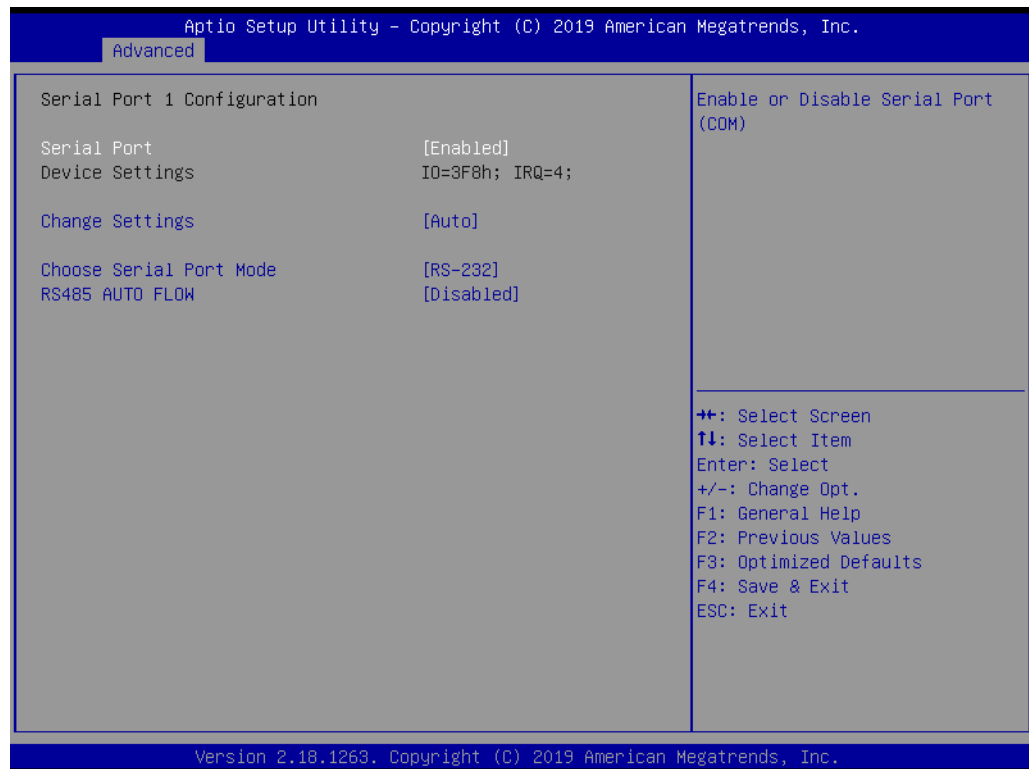 Aptio Setup Utility – Copyright (C) 2019 American Megatrends, Inc.
Advanced
Serial Port 1 Configuration
Serial Port [Enabled]
Device Settings IO=3F8h; IRQ=4;
Change Settings [Auto]
Choose Serial Port Mode [RS-232]
RS485 AUTO FLOW [Disabled]
Enable or Disable Serial Port
(COM)
→←: Select Screen
↑↓: Select Item
Enter: Select
+/-: Change Opt.
F1: General Help
F2: Previous Values
F3: Optimized Defaults
F4: Save & Exit
ESC: Exit
Version 2.18.1263. Copyright (C) 2019 American Megatrends, Inc.